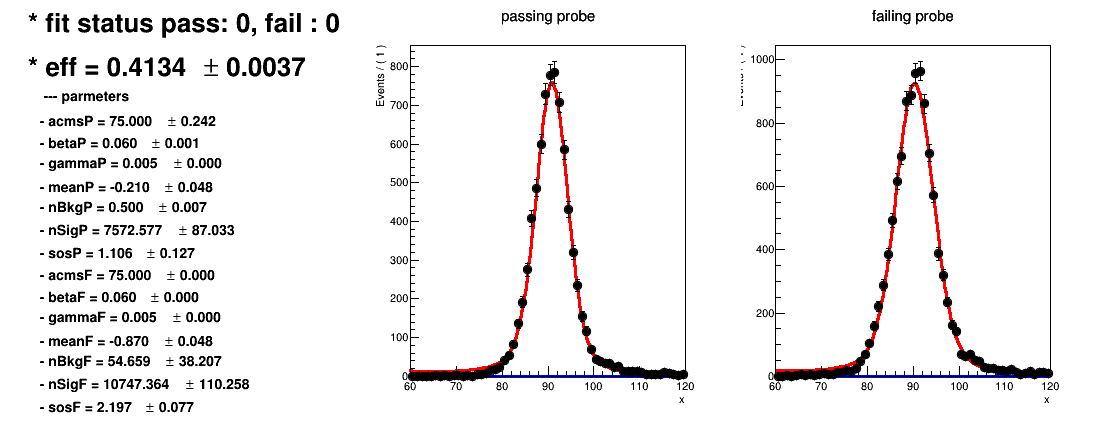 * fit status pass: 0, fail : 0
* eff = 0.4134 ± 0.0037
--- parmeters
- acmsP = 75.000 ± 0.242
- betaP = 0.060 ± 0.001
- gammaP = 0.005 ± 0.000
- meanP = -0.210 ± 0.048
- nBkgP = 0.500 ± 0.007
- nSigP = 7572.577 ± 87.033
- sosP = 1.106 ± 0.127
- acmsF = 75.000 ± 0.000
- betaF = 0.060 ± 0.000
- gammaF = 0.005 ± 0.000
- meanF = -0.870 ± 0.048
- nBkgF = 54.659 ± 38.207
- nSigF = 10747.364 ± 110.258
- sosF = 2.197 ± 0.077
passing probe
Events / ( 1 )
800
700
600
500
400
300
200
100
0
60 70 80 90 100 110 120
x
failing probe
Events / ( 1 )
1000
800
600
400
200
0
60 70 80 90 100 110 120
x